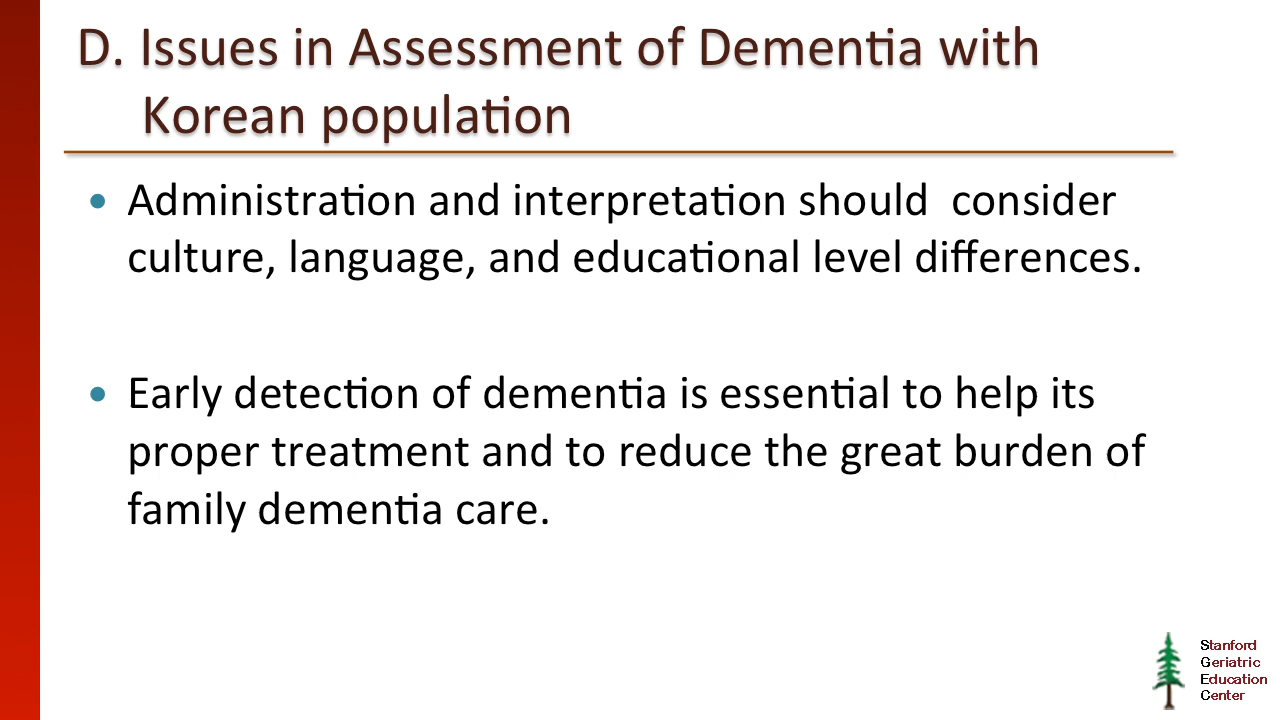 D. Issues in Assessment of Dementia with
Korean population
• Administration and interpretation should  consider
culture, language, and educational level differences.
• Early detection of dementia is essential to help its
proper treatment and to reduce the great burden of
family dementia care.
Stanford
Geriatric
Education
Center